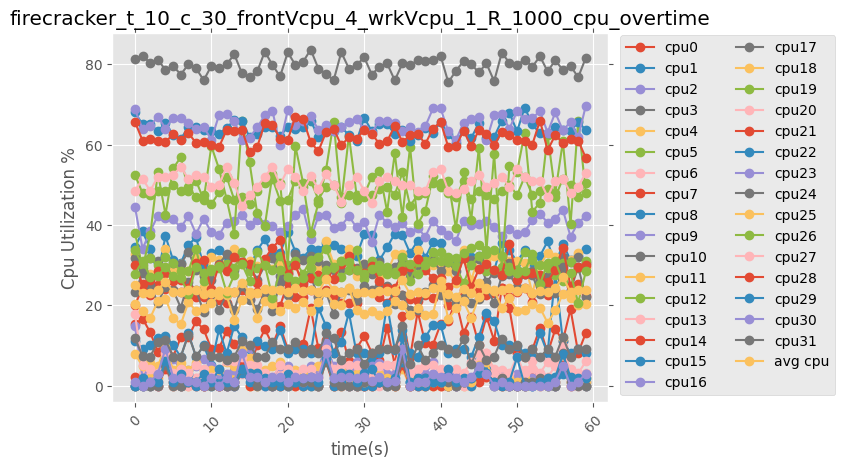 firecracker_t_10_c_30_frontVcpu_4_wrkVcpu_1_R_1000_cpu_overtime
Cpu Utilization %
80
60
40
20
0
0
10
20
30
40
50
60
time(s)
cpu0
cpu1
cpu2
cpu3
cpu4
cpu5
cpu6
cpu7
cpu8
cpu9
cpu10
cpu11
cpu12
cpu13
cpu14
cpu15
cpu16
cpu17
cpu18
cpu19
cpu20
cpu21
cpu22
cpu23
cpu24
cpu25
cpu26
cpu27
cpu28
cpu29
cpu30
cpu31
avg cpu